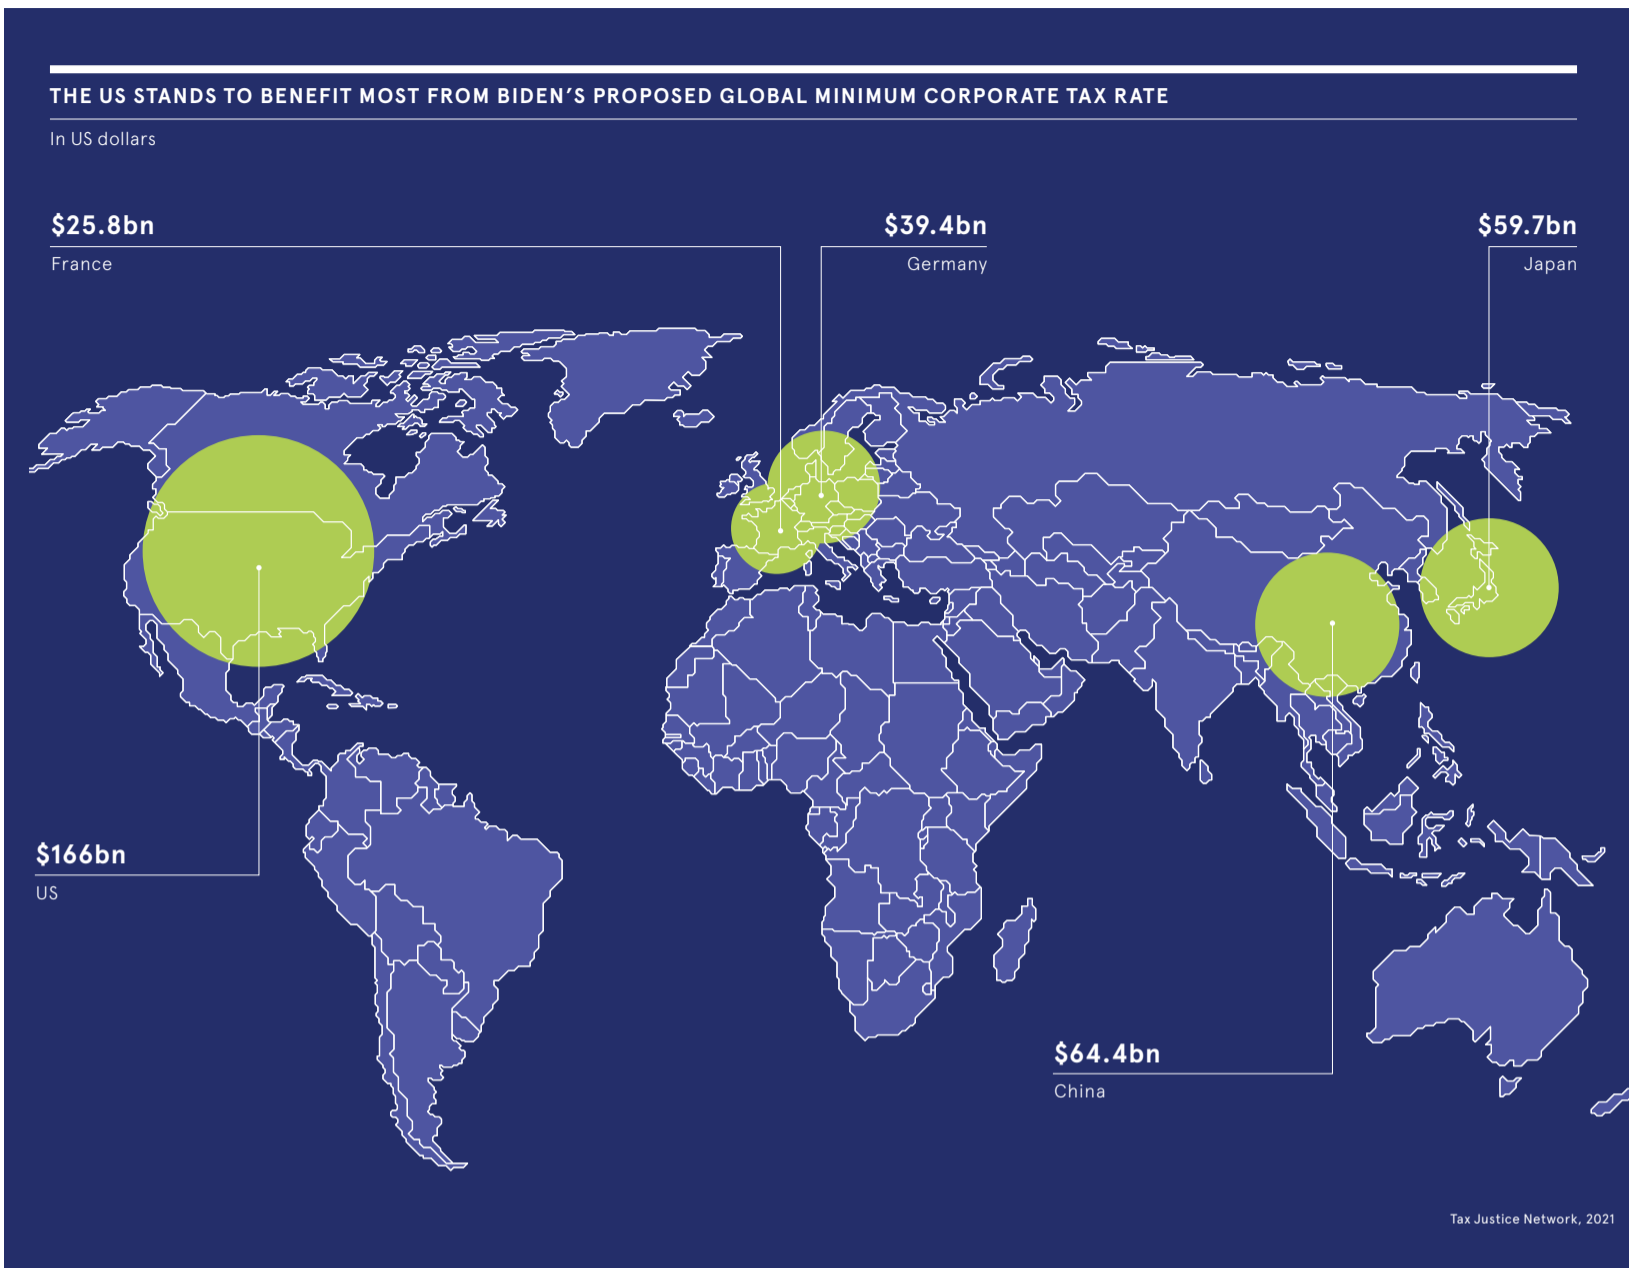 THE US STANDS TO BENEFIT MOST FROM BIDEN'S PROPOSED GLOBAL MINIMUM CORPORATE TAX RATE
In US dollars
$25.8bn
France
$39.4bn
Germany
$59.7bn
Japan
$166bn
US
$64.4bn
China
Tax Justice Network, 2021